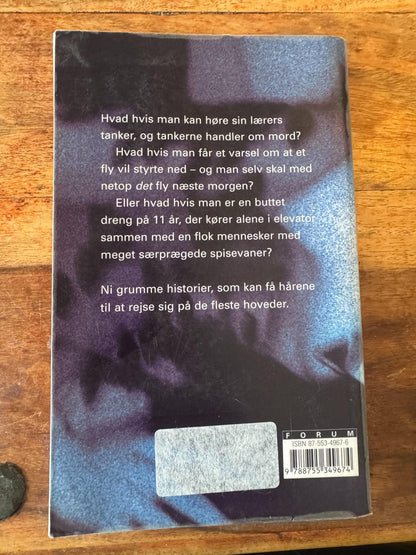 Hvad hvis man kan høre sin lærers
tanker, og tankerne handler om mord?
Hvad hvis man får et varsel om at et
fly vil styrte ned – og man selv skal med
netop det fly næste morgen?
Eller hvad hvis man er en buttet
dreng på 11 år, der kører alene i elevator
sammen med en flok mennesker med
meget særprægede spisevaner?
Ni grumme historier, som kan få hårene
til at rejse sig på de fleste hoveder.
FORUM
ISBN 87-553-4967-6
9 788755 349674